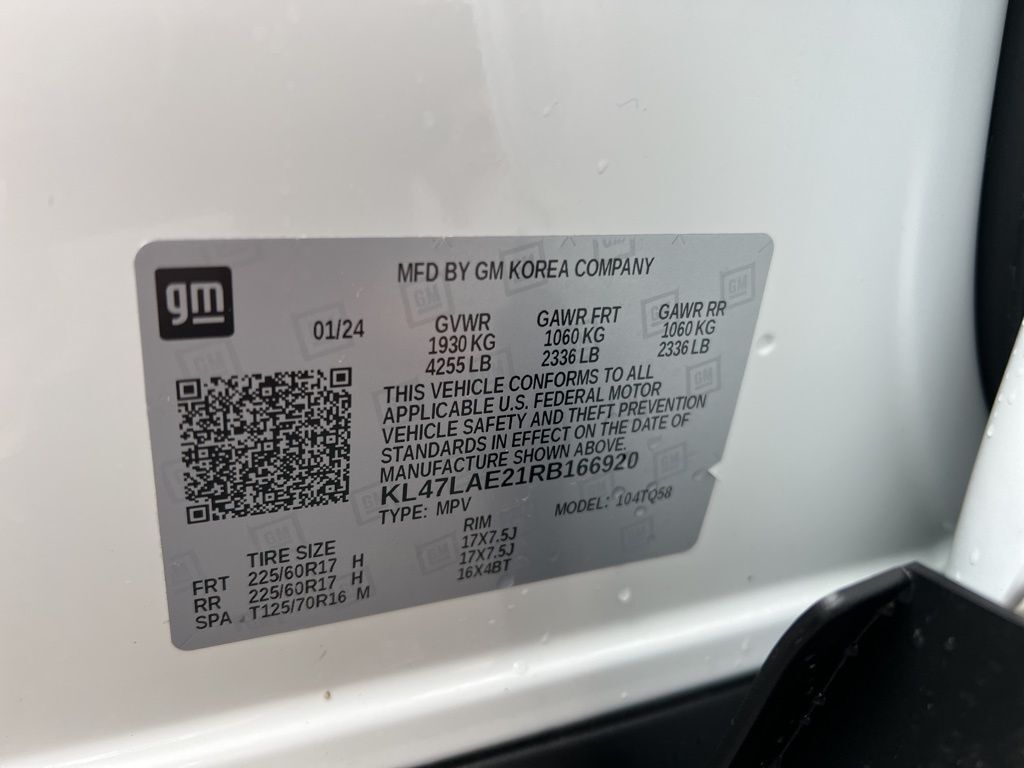 gm
MFD BY GM KOREA COMPANY
01/24
GVWR
1930 KG
4255 LB
GAWR FRT
1060 KG
2336 LB
GAWR RR
1060 KG
2336 LB
THIS VEHICLE CONFORMS TO ALL
APPLICABLE U.S. FEDERAL MOTOR
VEHICLE SAFETY AND THEFT PREVENTION
STANDARDS IN EFFECT ON THE DATE OF
MANUFACTURE SHOWN ABOVE.
KL47LAE21RB166920
TYPE: MPV MODEL: 104TQ58
TIRE SIZE RIM
FRT 225/60R17 H 17X7.5J
RR 225/60R17 H 17X7.5J
SPA T125/70R16 M 16X4BT